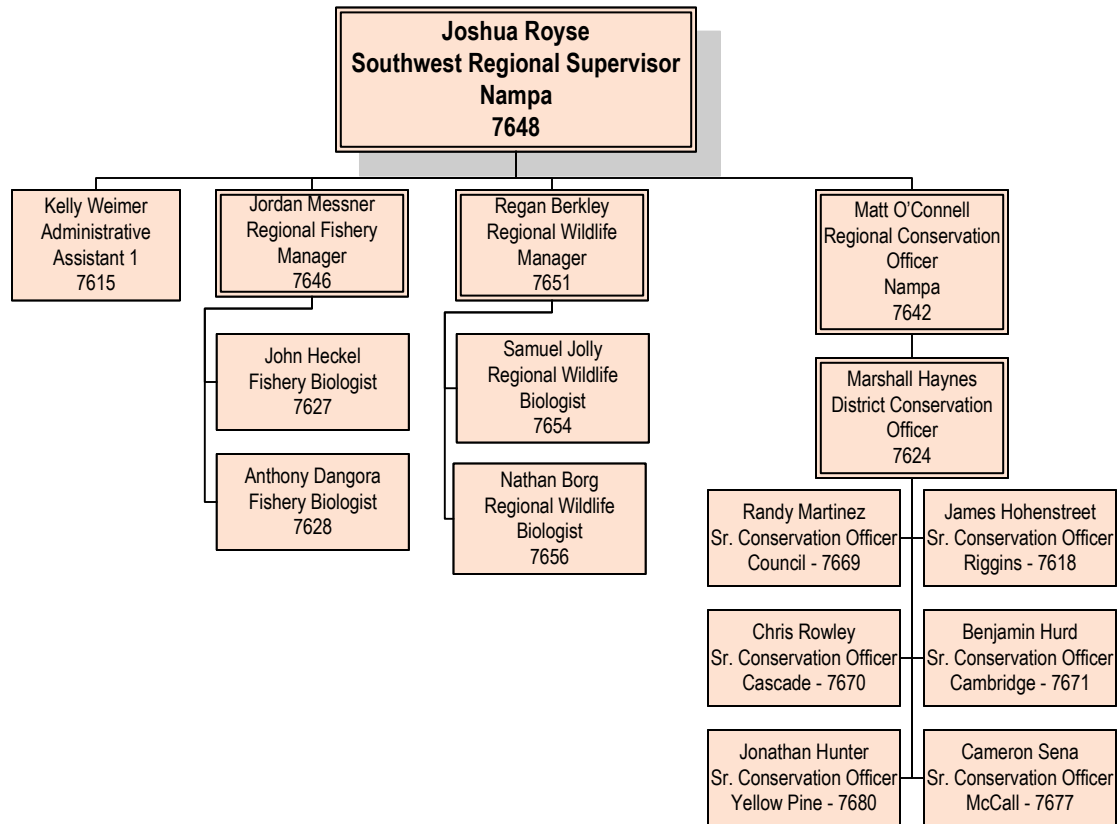 Joshua Royse
Southwest Regional Supervisor
Nampa
7648
Kelly Weimer
Administrative
Assistant 1
7615
Jordan Messner
Regional Fishery
Manager
7646
Regan Berkley
Regional Wildlife
Manager
7651
Matt O’Connell
Regional Conservation
Officer
Nampa
7642
John Heckel
Fishery Biologist
7627
Anthony Dangora
Fishery Biologist
7628
Samuel Jolly
Regional Wildlife
Biologist
7654
Nathan Borg
Regional Wildlife
Biologist
7656
Marshall Haynes
District Conservation
Officer
7624
Randy Martinez
Sr. Conservation Officer
Council - 7669
James Hohenstreet
Sr. Conservation Officer
Riggins - 7618
Chris Rowley
Sr. Conservation Officer
Cascade - 7670
Benjamin Hurd
Sr. Conservation Officer
Cambridge - 7671
Jonathan Hunter
Sr. Conservation Officer
Yellow Pine - 7680
Cameron Sena
Sr. Conservation Officer
McCall - 7677